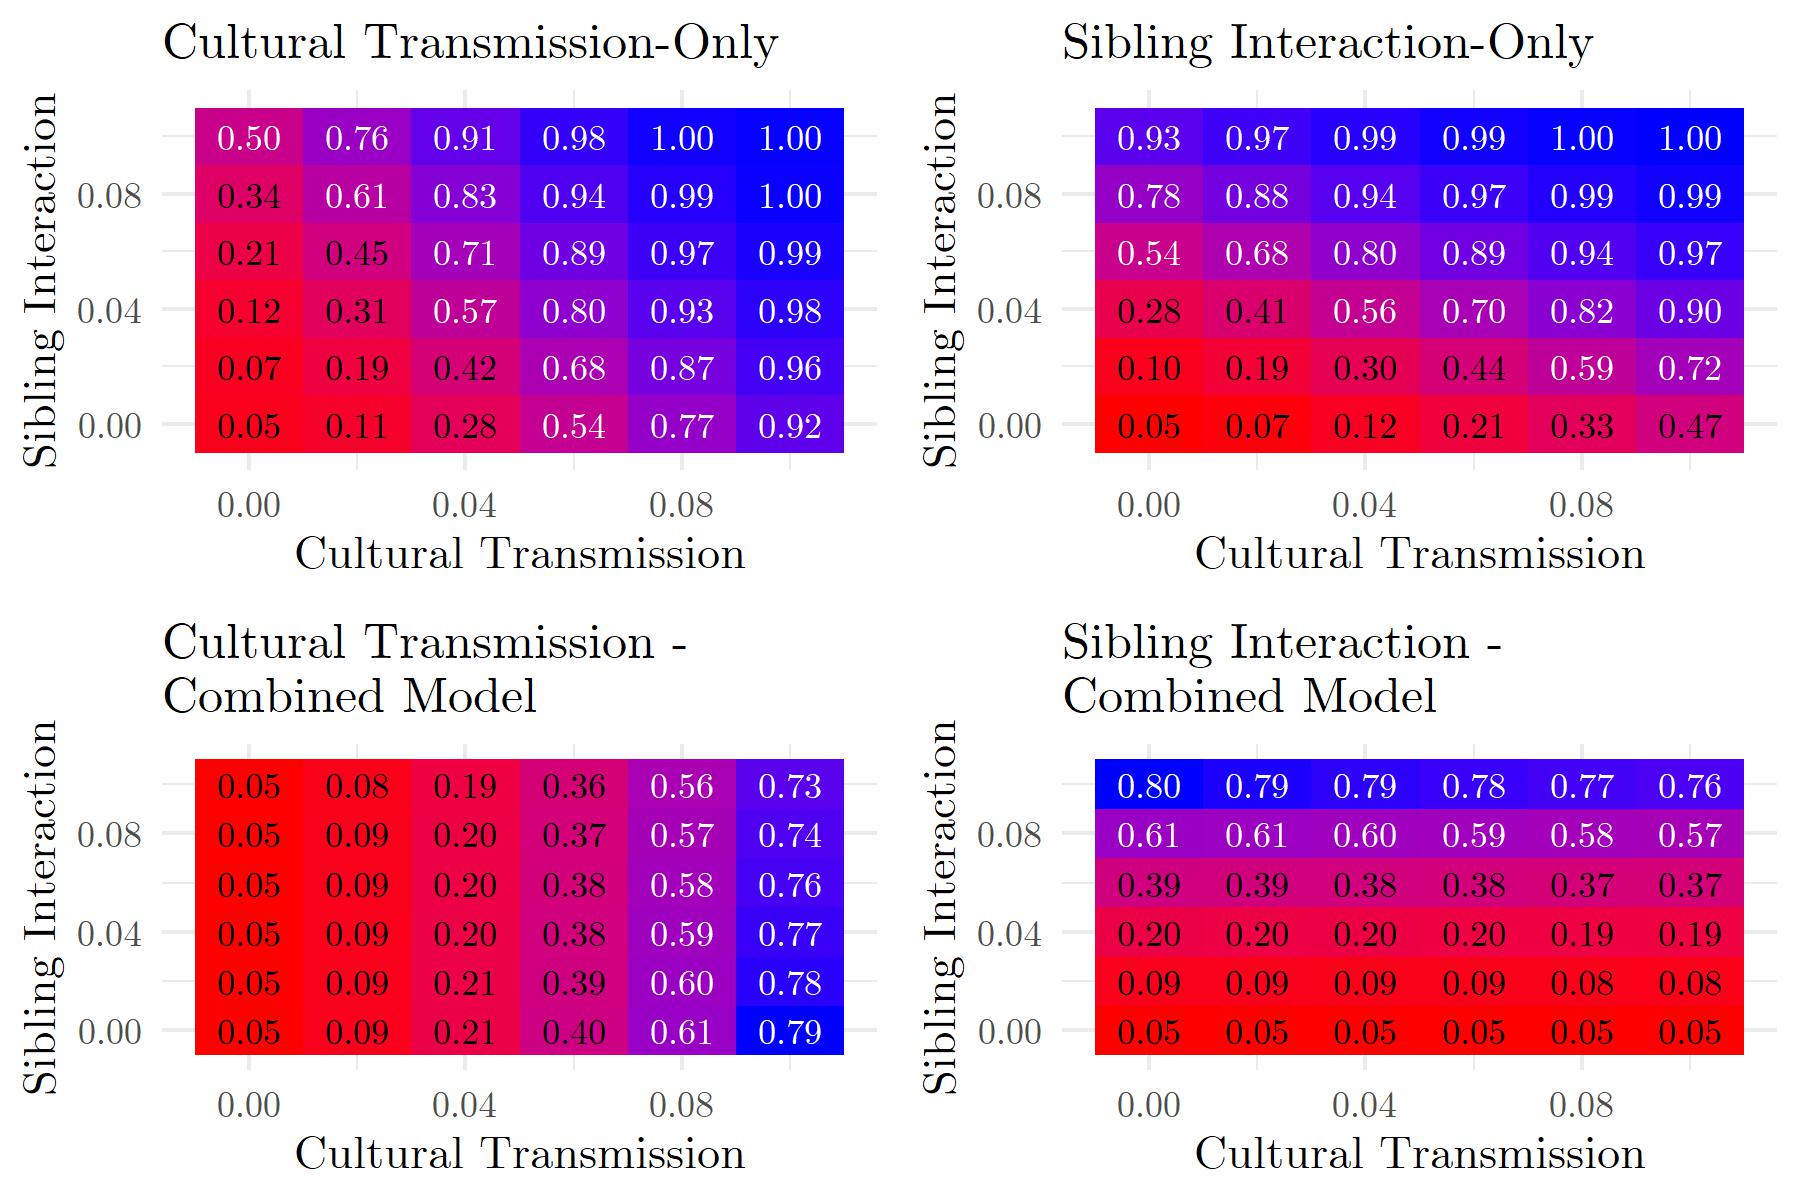 Cultural Transmission-Only
Sibling Interaction
0.50 0.76 0.91 0.98 1.00 1.00
0.08 0.34 0.61 0.83 0.94 0.99 1.00
0.21 0.45 0.71 0.89 0.97 0.99
0.04 0.12 0.31 0.57 0.80 0.93 0.98
0.07 0.19 0.42 0.68 0.87 0.96
0.00 0.05 0.11 0.28 0.54 0.77 0.92
0.00 0.04 0.08
Cultural Transmission
Sibling Interaction-Only
Sibling Interaction
0.93 0.97 0.99 0.99 1.00 1.00
0.08 0.78 0.88 0.94 0.97 0.99 0.99
0.54 0.68 0.80 0.89 0.94 0.97
0.04 0.28 0.41 0.56 0.70 0.82 0.90
0.10 0.19 0.30 0.44 0.59 0.72
0.00 0.05 0.07 0.12 0.21 0.33 0.47
0.00 0.04 0.08
Cultural Transmission
Cultural Transmission -
Combined Model
Sibling Interaction
0.05 0.08 0.19 0.36 0.56 0.73
0.08 0.05 0.09 0.20 0.37 0.57 0.74
0.05 0.09 0.20 0.38 0.58 0.76
0.04 0.05 0.09 0.20 0.38 0.59 0.77
0.05 0.09 0.21 0.39 0.60 0.78
0.00 0.05 0.09 0.21 0.40 0.61 0.79
0.00 0.04 0.08
Cultural Transmission
Sibling Interaction -
Combined Model
Sibling Interaction
0.80 0.79 0.79 0.78 0.77 0.76
0.08 0.61 0.61 0.60 0.59 0.58 0.57
0.39 0.39 0.38 0.38 0.37 0.37
0.04 0.20 0.20 0.20 0.20 0.19 0.19
0.09 0.09 0.09 0.09 0.08 0.08
0.00 0.05 0.05 0.05 0.05 0.05 0.05
0.00 0.04 0.08
Cultural Transmission